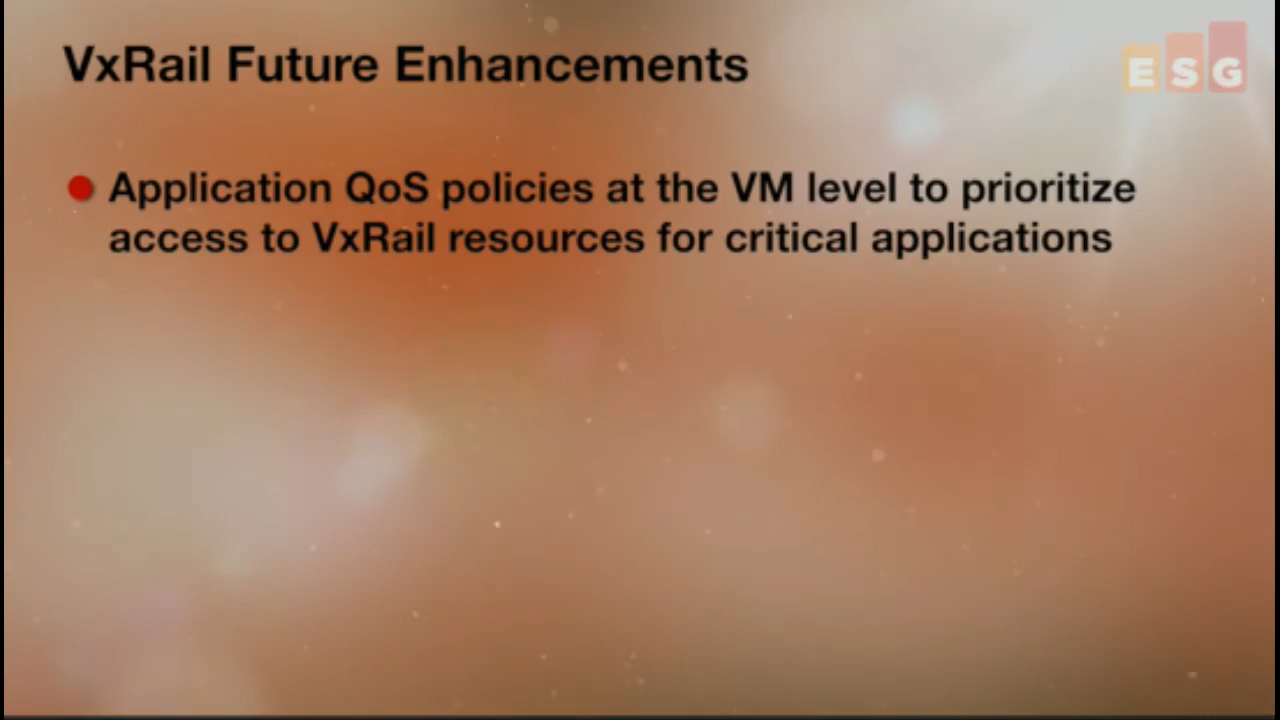 VxRail Future Enhancements
ESG
Application QoS policies at the VM level to prioritize
access to VxRail resources for critical applications